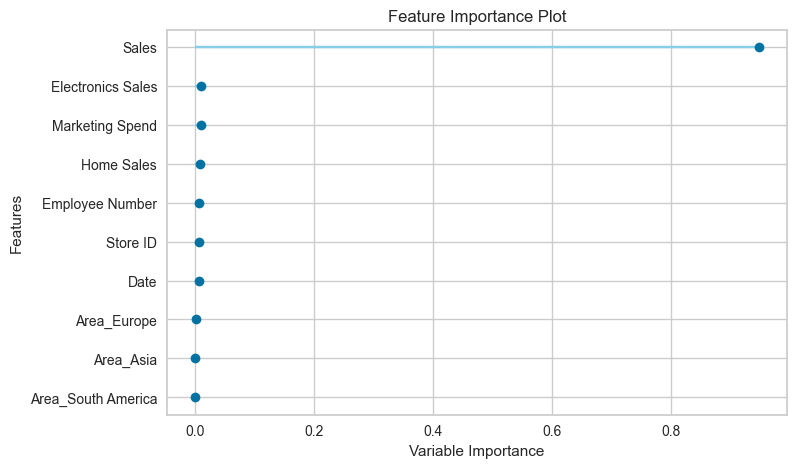 Feature Importance Plot
Sales
Electronics Sales
Marketing Spend
Home Sales
Employee Number
Store ID
Date
Area_Europe
Area_Asia
Area_South America
Features
0.0 0.2 0.4 0.6 0.8
Variable Importance